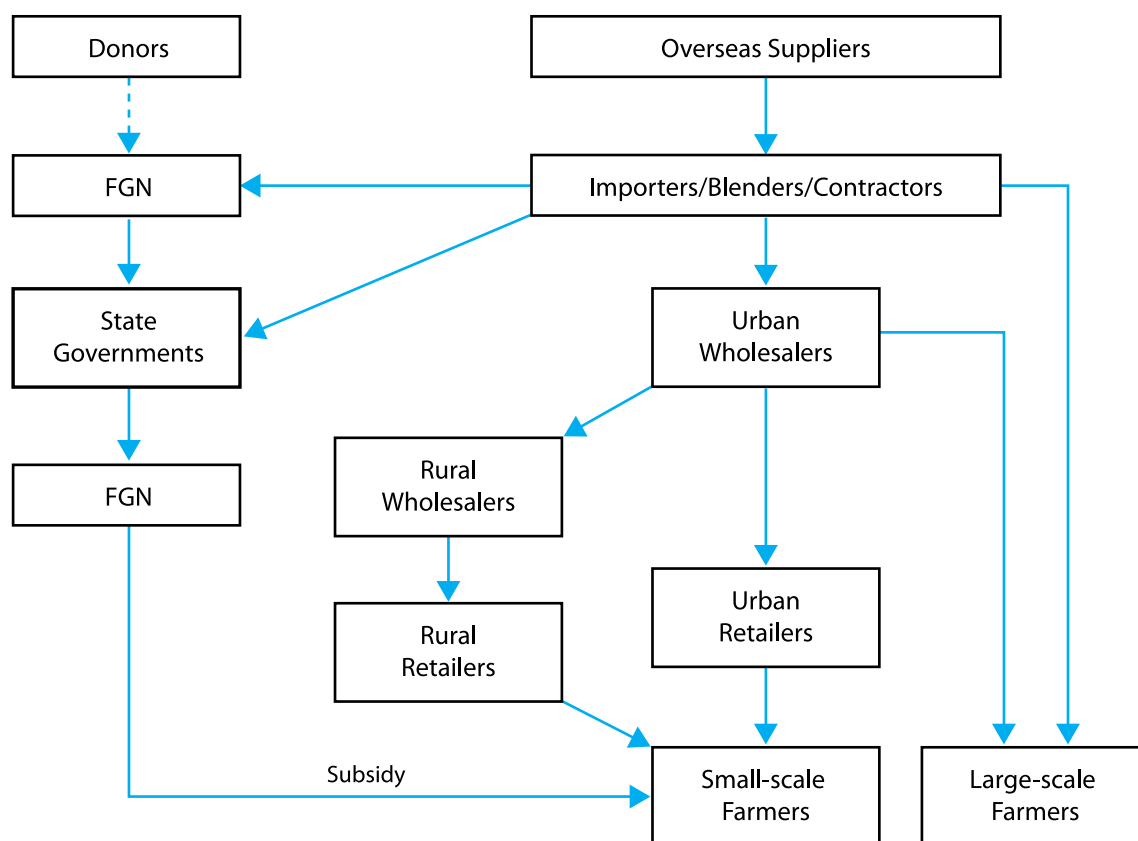 Donors
Overseas Suppliers
FGN
Importers/Blenders/Contractors
State
Governments
Urban
Wholesalers
FGN
Rural
Wholesalers
Urban
Retailers
Rural
Retailers
Subsidy
Small-scale
Farmers
Large-scale
Farmers